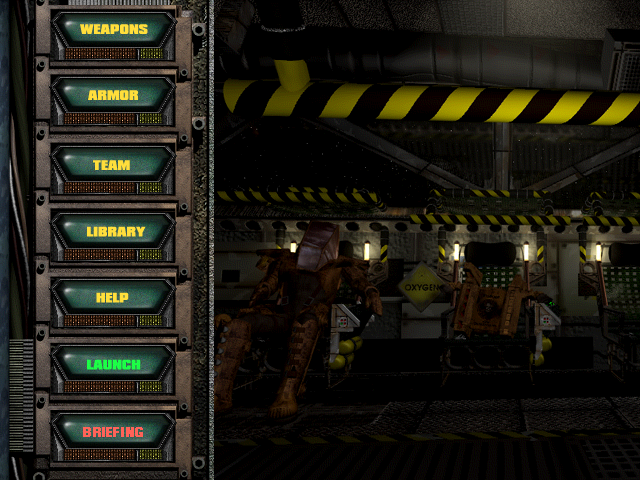 WEAPONS
ARMOR
TEAM
LIBRARY
HELP
LAUNCH
BRIEFING
OXYGEN